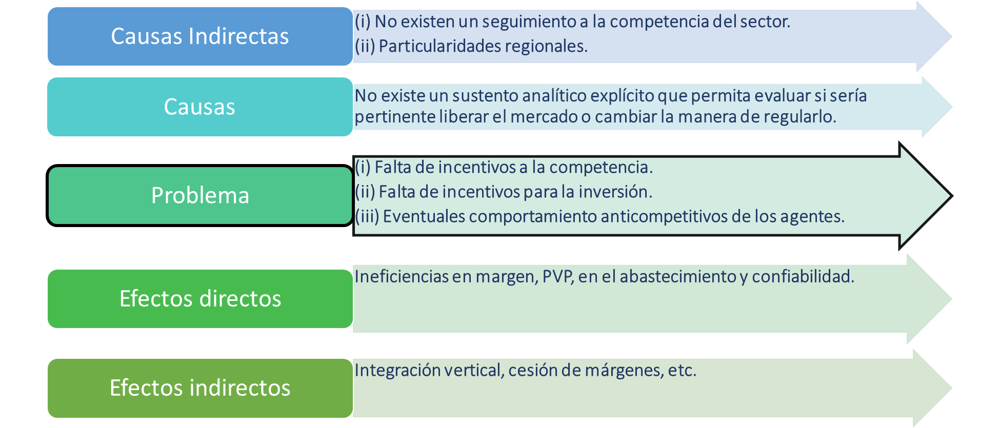 Causas Indirectas
(i) No existen un seguimiento a la competencia del sector.
(ii) Particularidades regionales.
Causas
No existe un sustento analítico explícito que permita evaluar si sería
pertinente liberar el mercado o cambiar la manera de regularlo.
Problema
(i) Falta de incentivos a la competencia.
(ii) Falta de incentivos para la inversión.
(iii) Eventuales comportamiento anticompetitivos de los agentes.
Efectos directos
Ineficiencias en margen, PVP, en el abastecimiento y confiabilidad.
Efectos indirectos
Integración vertical, cesión de márgenes, etc.